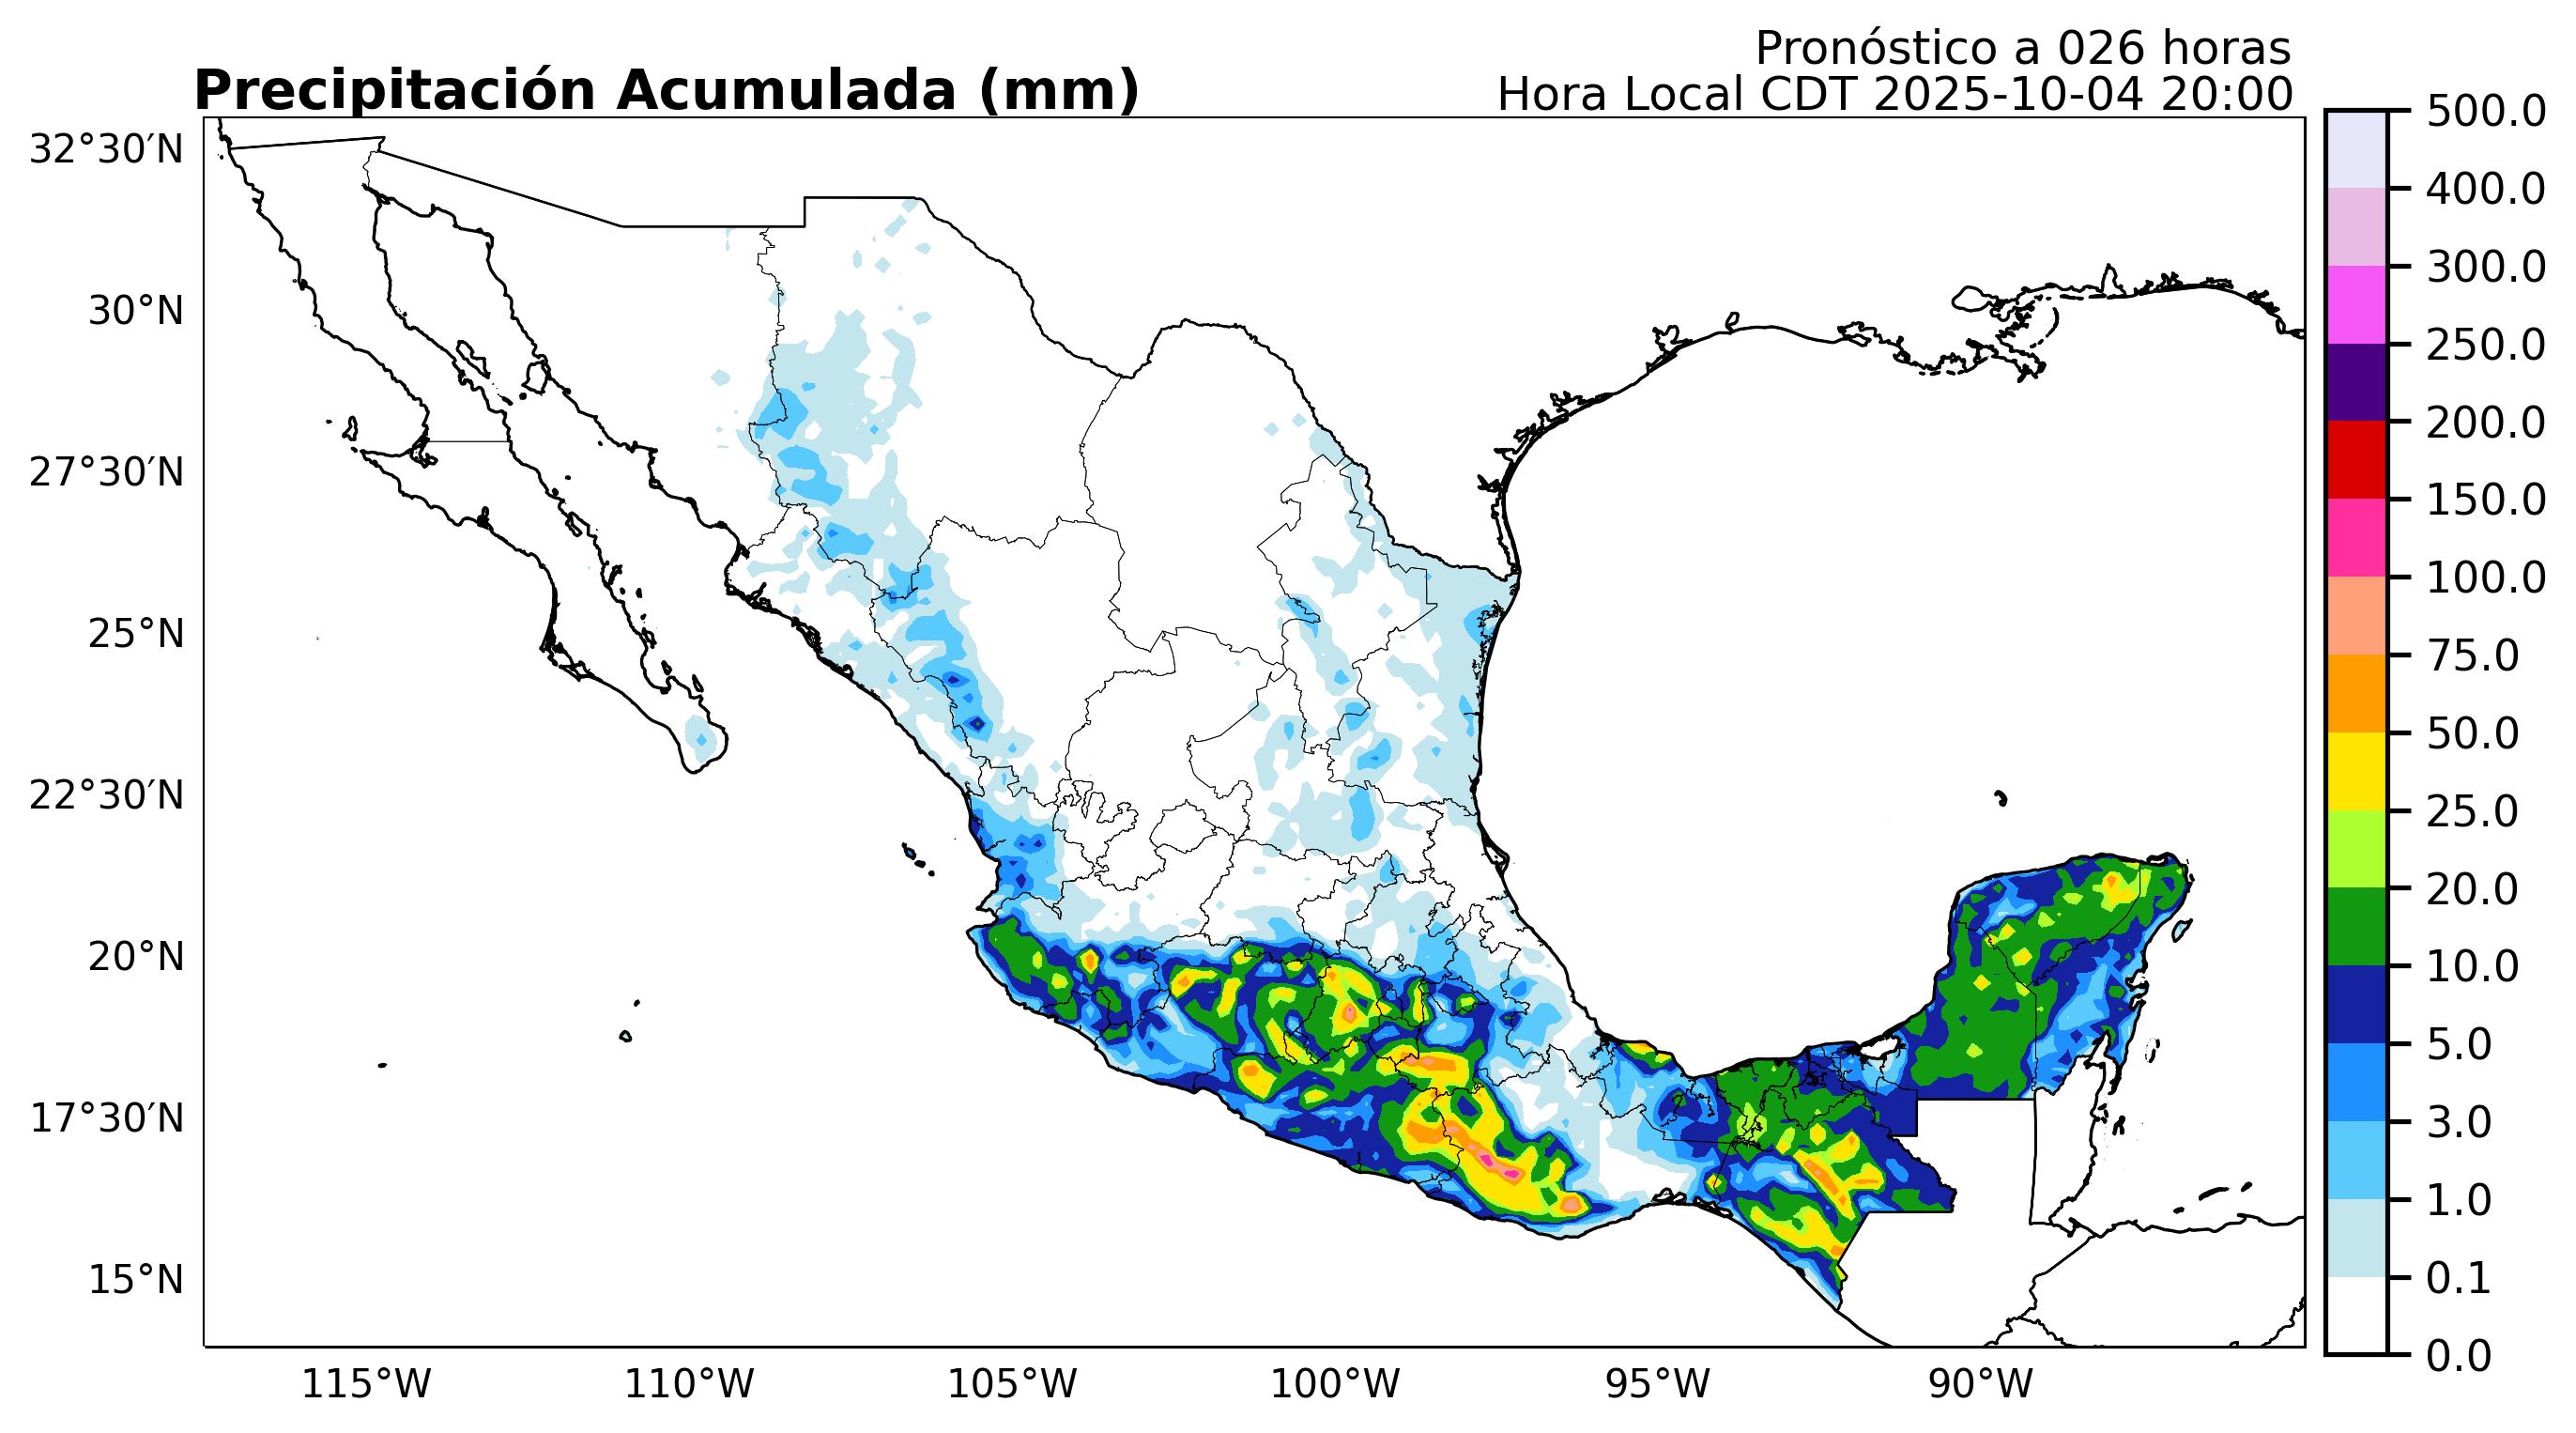 Pronóstico a 026 horas
Precipitación Acumulada (mm)
Hora Local CDT 2025-10-04 20:00
32°30′N
30°N
27°30′N
25°N
22°30′N
20°N
17°30′N
15°N
115°W
110°W
105°W
100°W
95°W
90°W
500.0
400.0
300.0
250.0
200.0
150.0
100.0
75.0
50.0
25.0
20.0
10.0
5.0
3.0
1.0
0.1
0.0